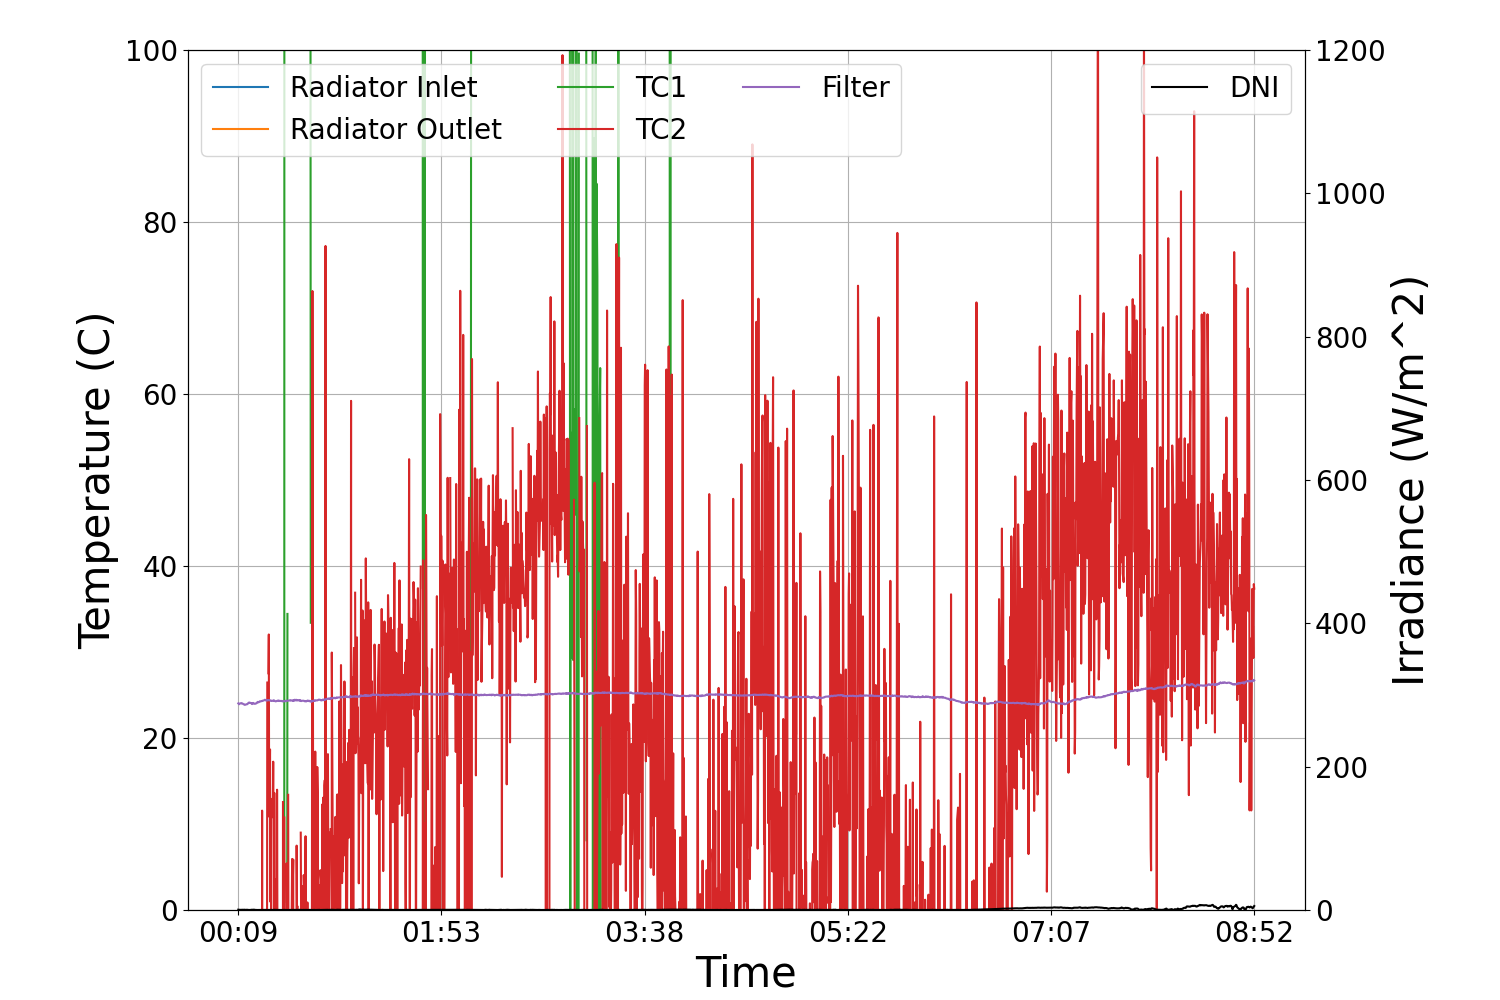 100
80
60
40
20
0
Temperature (C)
Radiator Inlet
Radiator Outlet
TC1
TC2
Filter
DNI
1200
1000
800
600
400
200
0
Irradiance (W/m^2)
00:09
01:53
03:38
05:22
07:07
08:52
Time